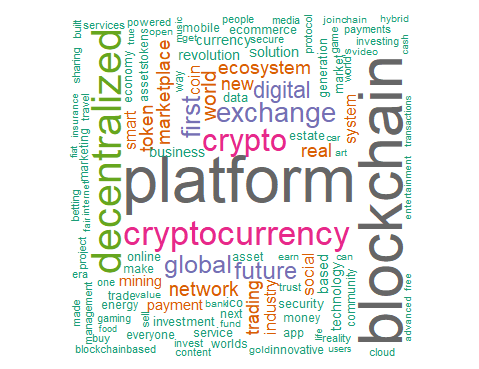 built
services
powered
open
music
mobile
people
media
joinchain
hybrid
get
ecommerce
protocol
payments
cash
sharing
economy
true
tokens
assets
way
currency
secure
investing
video
revolution
solution
generation
market
game
world's
insurance
travel
decentralized
smart
token
marketplace
coin
world
ecosystem
new
digital
data
system
first
exchange
blockchain
transactions
fiat
marketing
internet
business
crypto
estate
car
real
art
betting
fair
platform
entertainment
cryptocurrency
era
project
online
make
global
future
asset
earn
social
based
technology
can
community
free
advanced
one
mining
network
trading
industry
trust
made
management
trade
value
energy
payment
bank
ico
security
gaming
sell
investment
next
fund
money
life
food
buy
everyone
service
app
reality
blockchainbased
invest
content
worlds
gold
innovative
users
cloud